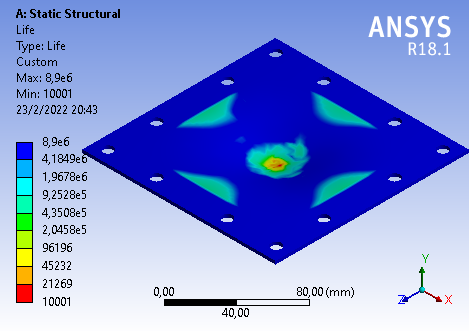 A: Static Structural
Life
Type: Life
Custom
Max: 8,9e6
Min: 10001
23/2/2022 20:43
ANSYS
R18.1
8,9e6
4,1849e6
1,9678e6
9,2528e5
4,3508e5
2,0458e5
96196
45232
21269
10001
0,00
80,00 (mm)
40,00
Y
Z
X